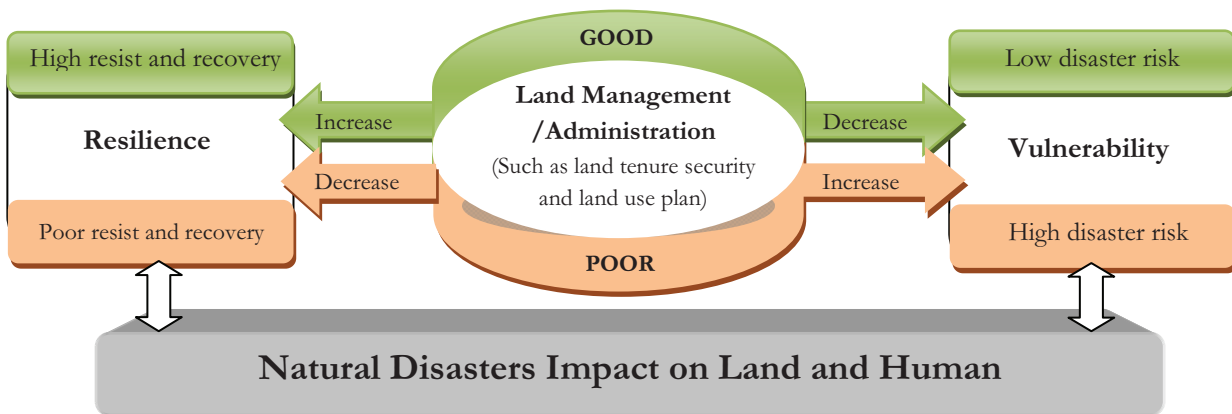 GOOD
High resist and recovery
Low disaster risk
Land Management
/Administration
(Such as land tenure security
and land use plan)
Increase
Decrease
Resilience
Vulnerability
Decrease
Increase
Poor resist and recovery
High disaster risk
POOR
Natural Disasters Impact on Land and Human